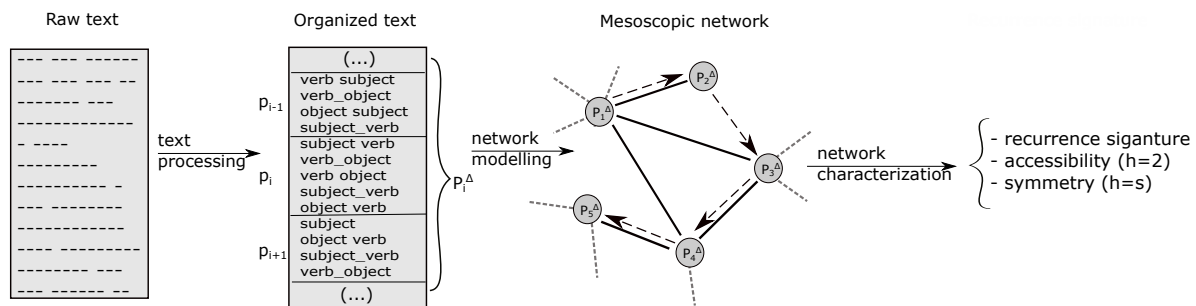 Raw text
Organized text
Mesoscopic network
text
processing
p_{i-1}
p_i
p_{i+1}
(...)
verb subject
verb_object
object subject
subject_verb
subject verb
verb_object
verb object
subject_verb
object verb
subject
object verb
subject_verb
verb_object
(...)
P_i^Δ
network
modelling
P_1^Δ
P_2^Δ
P_3^Δ
P_4^Δ
P_5^Δ
network
characterization
- recurrence siganture
- accessibility (h=2)
- symmetry (h=s)